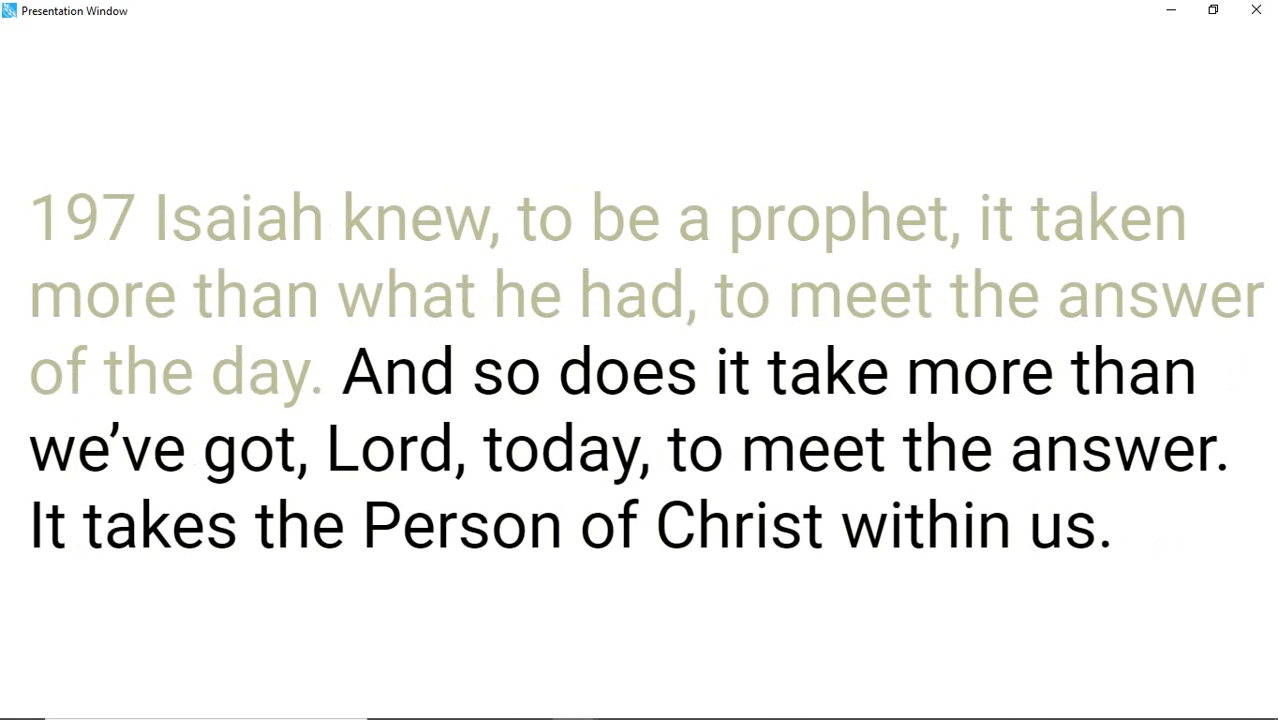 Presentation Window
197 Isaiah knew, to be a prophet, it taken
more than what he had, to meet the answer
of the day. And so does it take more than
we’ve got, Lord, today, to meet the answer.
It takes the Person of Christ within us.